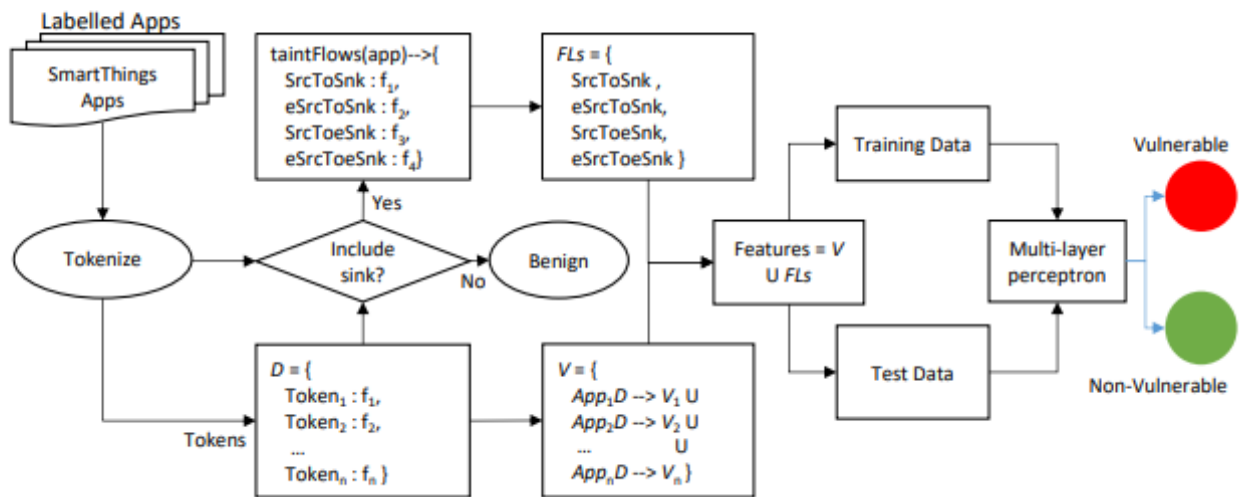 Labelled Apps
SmartThings
Apps
Tokenize
Tokens
taintFlows(app)-->{
SrcToSnk : f₁,
eSrcToSnk : f₂,
SrcToeSnk : f₃,
eSrcToeSnk : f₄}
Yes
Include
sink?
No
Benign
D = {
Token₁ : f₁,
Token₂ : f₂,
...
Tokenₙ : fₙ }
FLs = {
SrcToSnk ,
eSrcToSnk,
SrcToeSnk,
eSrcToeSnk }
V = {
App₁D --> V₁ U
App₂D --> V₂ U
... U
AppₙD --> Vₙ }
Features = V
U FLs
Training Data
Test Data
Multi-layer
perceptron
Vulnerable
Non-Vulnerable